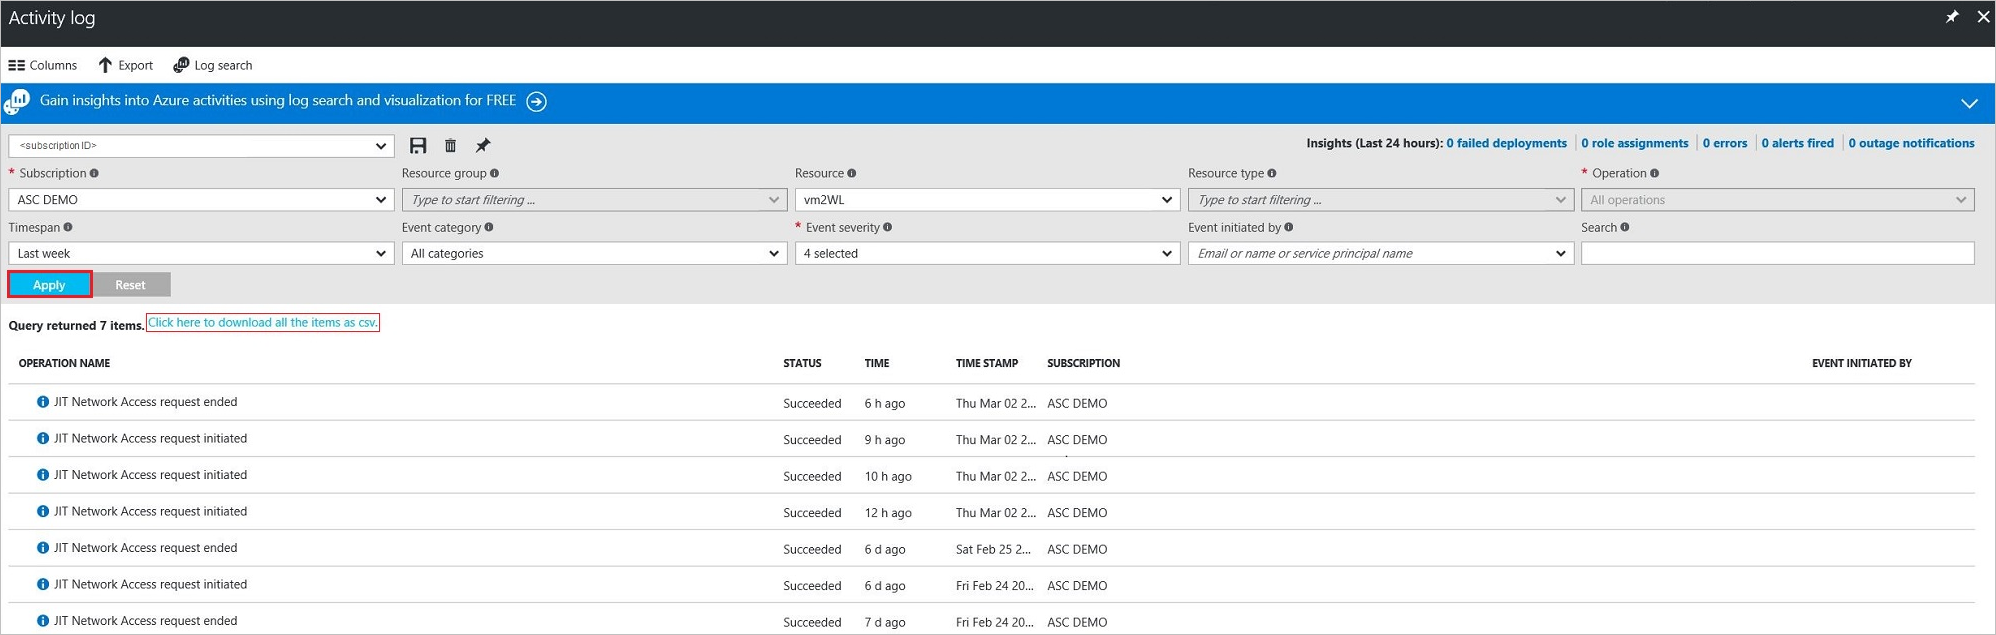 Activity log
Columns Export Log search
Gain insights into Azure activities using log search and visualization for FREE
<subscription ID> Insights (Last 24 hours): 0 failed deployments 0 role assignments 0 errors 0 alerts fired 0 outage notifications
* Subscription Resource group Resource Resource type * Operation
ASC DEMO Type to start filtering ... vm2WL Type to start filtering ... All operations
Timespan Event category * Event severity Event initiated by Search
Last week All categories 4 selected Email or name or service principal name
Apply Reset
Query returned 7 items. Click here to download all the items as csv.
OPERATION NAME STATUS TIME TIME STAMP SUBSCRIPTION EVENT INITIATED BY
JIT Network Access request ended Succeeded 6 h ago Thu Mar 02 2... ASC DEMO
JIT Network Access request initiated Succeeded 9 h ago Thu Mar 02 2... ASC DEMO
JIT Network Access request initiated Succeeded 10 h ago Thu Mar 02 2... ASC DEMO
JIT Network Access request initiated Succeeded 12 h ago Thu Mar 02 2... ASC DEMO
JIT Network Access request ended Succeeded 6 d ago Sat Feb 25 2... ASC DEMO
JIT Network Access request initiated Succeeded 6 d ago Fri Feb 24 20... ASC DEMO
JIT Network Access request ended Succeeded 7 d ago Fri Feb 24 20... ASC DEMO